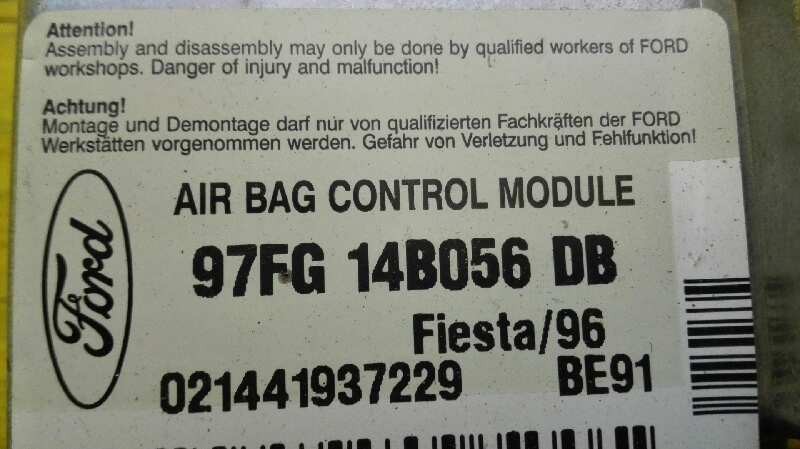 Attention!
Assembly and disassembly may only be done by qualified workers of FORD
workshops. Danger of injury and malfunction!
Achtung!
Montage und Demontage darf nür von qualifizierten Fachkräften der FORD
Werkstätten vorgenommen werden. Gefahr von Verletzung und Fehlfunktion!
AIR BAG CONTROL MODULE
Ford
97FG 14B056 DB
Fiesta/96
021441937229 BE91